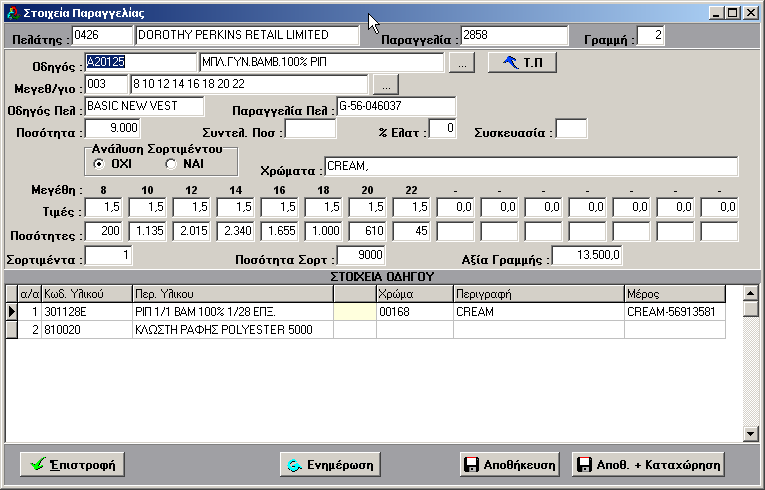 Στοιχεία Παραγγελίας
Πελάτης : 0426 DOROTHY PERKINS RETAIL LIMITED Παραγγελία : 2858 Γραμμή : 2
Οδηγός : A20125 ΜΠΛ.ΓΥΝ.ΒΑΜΒ.100% ΡΙΠ ... Τ.Π
Μεγεθ/γιο : 003 8 10 12 14 16 18 20 22 ...
Οδηγός Πελ : BASIC NEW VEST Παραγγελία Πελ : G-56-046037
Ποσότητα : 9.000 Συντελ. Ποσ : % Ελατ : 0 Συσκευασία :
Ανάλυση Σορτιμέντου
ΟΧΙ ΝΑΙ
Χρώματα : CREAM,
Μεγέθη : 8 10 12 14 16 18 20 22 - - - - - - -
Τιμές : 1,5 1,5 1,5 1,5 1,5 1,5 1,5 1,5 0,0 0,0 0,0 0,0 0,0 0,0 0,0
Ποσότητες : 200 1.135 2.015 2.340 1.655 1.000 610 45
Σορτιμέντα : 1 Ποσότητα Σορτ : 9000 Αξία Γραμμής : 13.500,0
ΣΤΟΙΧΕΙΑ ΟΔΗΓΟΥ
α/α Κωδ. Υλικού Περ. Υλικου Χρώμα Περιγραφή Μέρος
1 301128E ΡΙΠ 1/1 ΒΑΜ 100% 1/28 ΕΠΞ. 00168 CREAM CREAM-56913581
2 810020 ΚΛΩΣΤΗ ΡΑΦΗΣ POLYESTER 5000
Έπιστροφή Ενημέρωση Αποθήκευση Αποθ. + Καταχώρηση